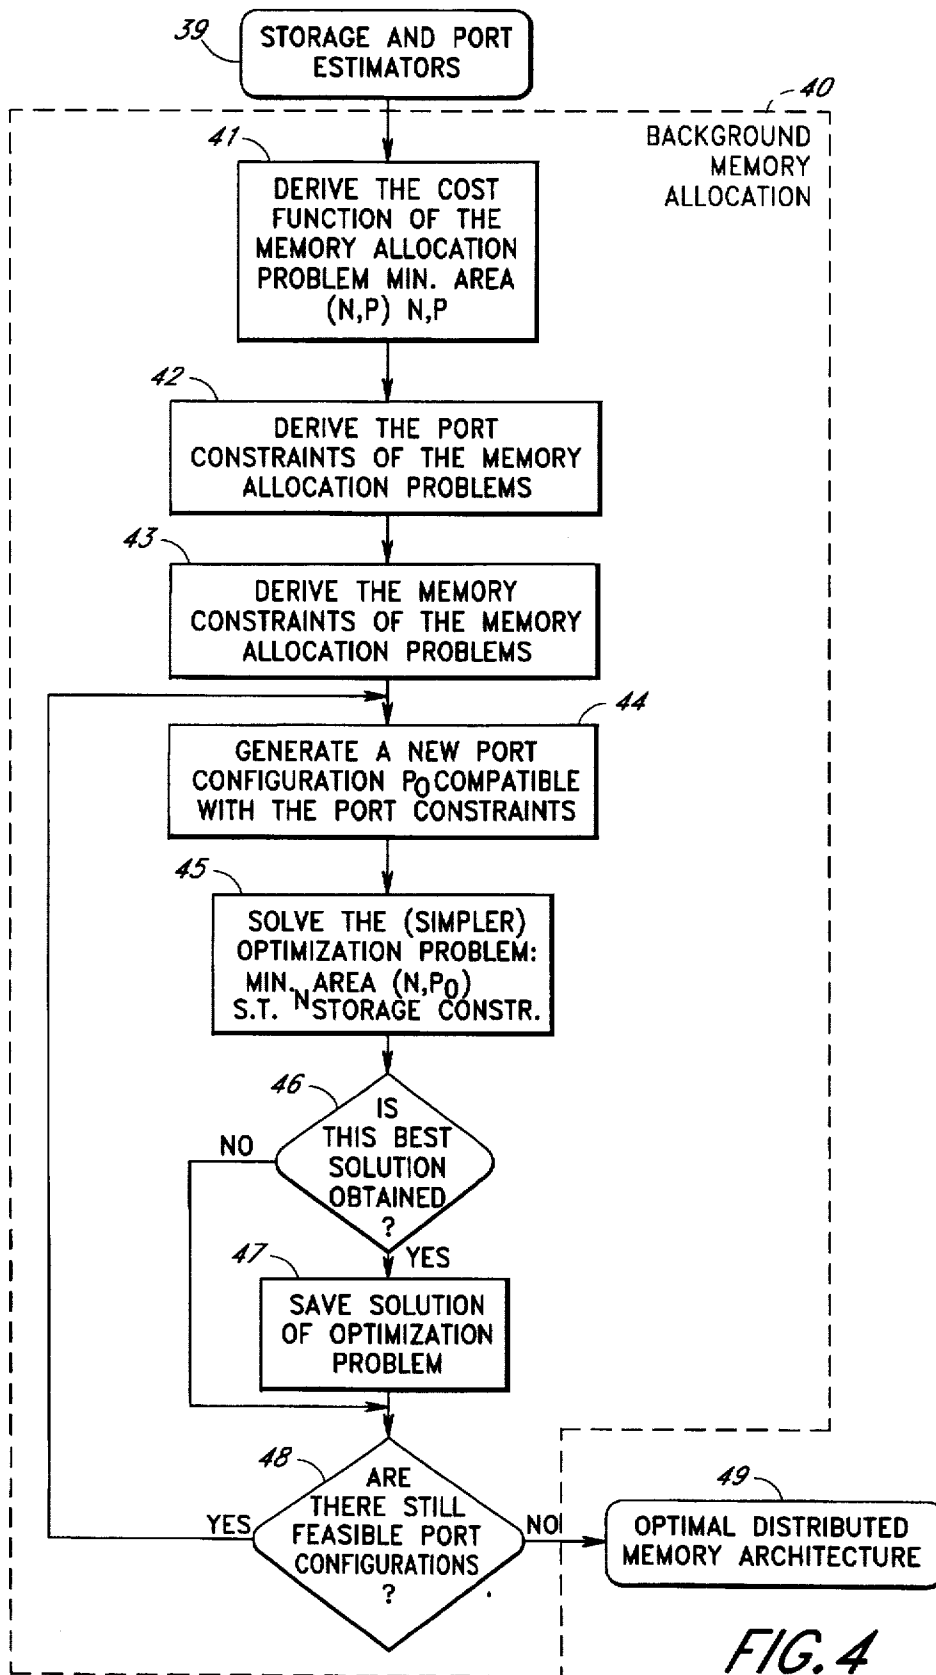 39
STORAGE AND PORT
ESTIMATORS
40
BACKGROUND
MEMORY
ALLOCATION
41
DERIVE THE COST
FUNCTION OF THE
MEMORY ALLOCATION
PROBLEM MIN. AREA
(N,P) N,P
42
DERIVE THE PORT
CONSTRAINTS OF THE MEMORY
ALLOCATION PROBLEMS
43
DERIVE THE MEMORY
CONSTRAINTS OF THE MEMORY
ALLOCATION PROBLEMS
44
GENERATE A NEW PORT
CONFIGURATION P0 COMPATIBLE
WITH THE PORT CONSTRAINTS
45
SOLVE THE (SIMPLER)
OPTIMIZATION PROBLEM:
MIN. AREA (N,P0)
S.T. N STORAGE CONSTR.
46
IS
THIS BEST
SOLUTION
OBTAINED
?
NO
YES
47
SAVE SOLUTION
OF OPTIMIZATION
PROBLEM
48
ARE
THERE STILL
FEASIBLE PORT
CONFIGURATIONS
?
YES
NO
49
OPTIMAL DISTRIBUTED
MEMORY ARCHITECTURE
FIG. 4